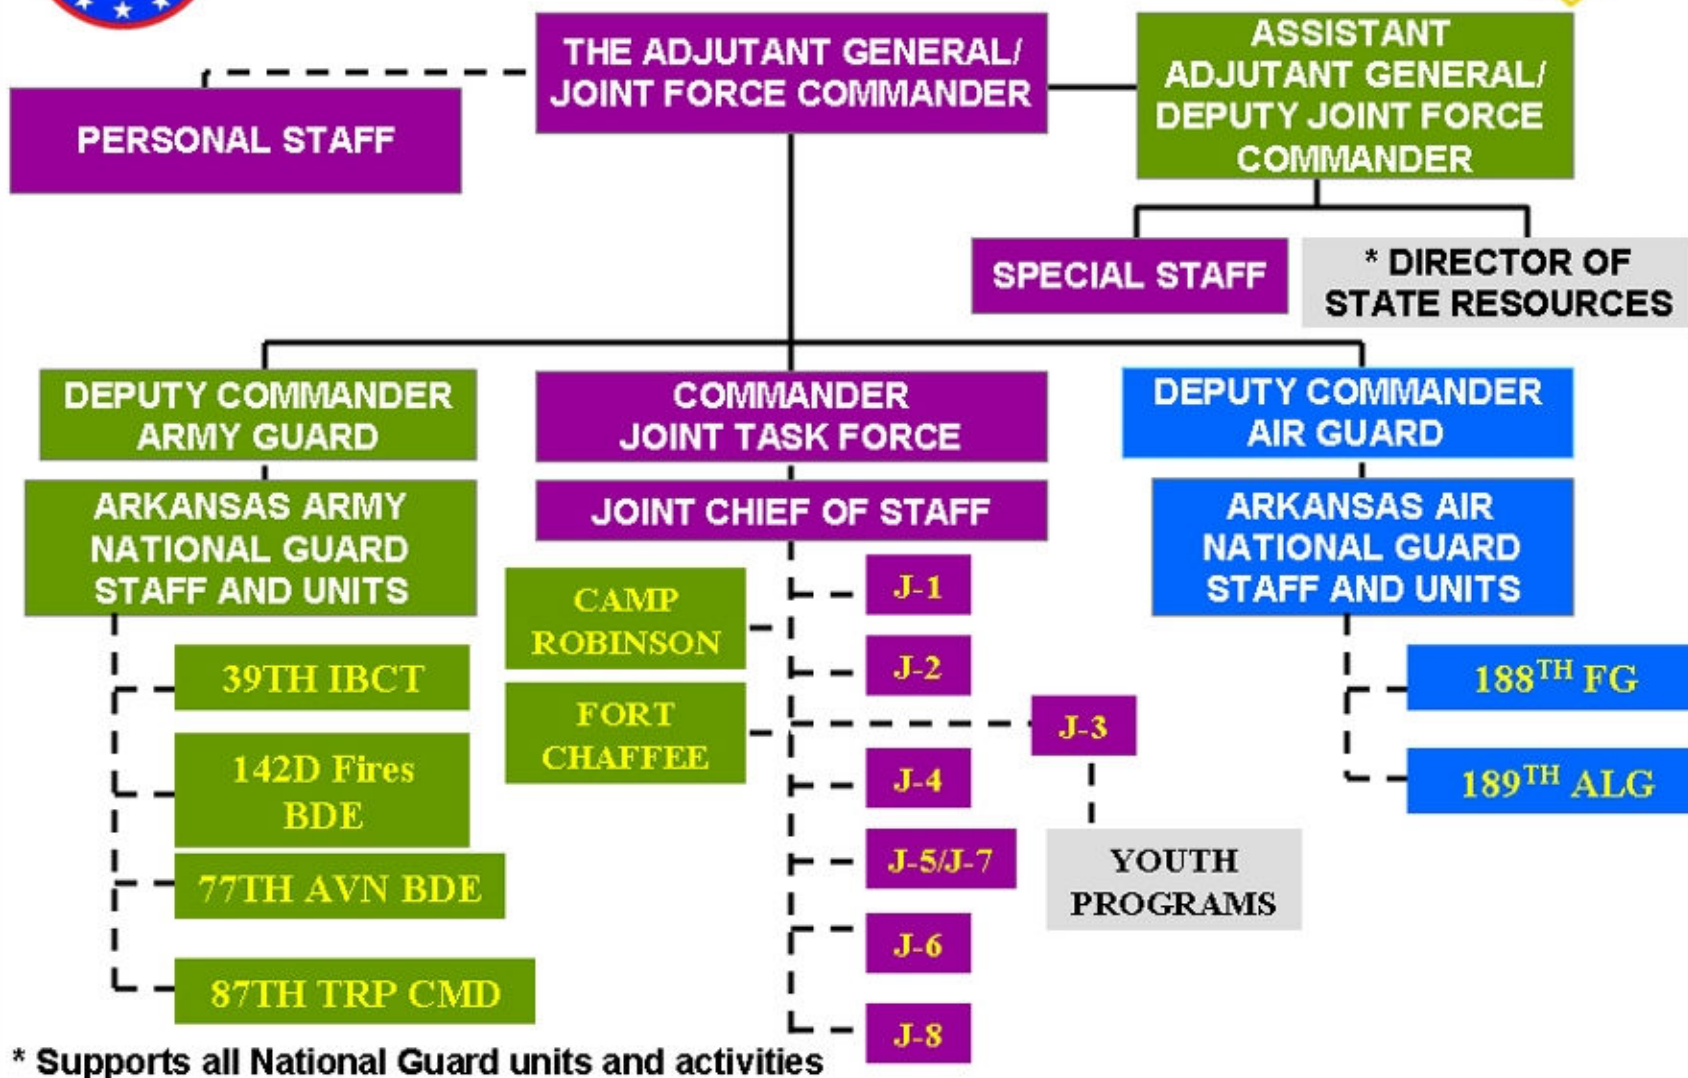 THE ADJUTANT GENERAL/
JOINT FORCE COMMANDER
ASSISTANT
ADJUTANT GENERAL/
DEPUTY JOINT FORCE
COMMANDER
PERSONAL STAFF
SPECIAL STAFF
* DIRECTOR OF
STATE RESOURCES
DEPUTY COMMANDER
ARMY GUARD
COMMANDER
JOINT TASK FORCE
DEPUTY COMMANDER
AIR GUARD
ARKANSAS ARMY
NATIONAL GUARD
STAFF AND UNITS
JOINT CHIEF OF STAFF
ARKANSAS AIR
NATIONAL GUARD
STAFF AND UNITS
39TH IBCT
142D Fires
BDE
77TH AVN BDE
87TH TRP CMD
CAMP
ROBINSON
FORT
CHAFFEE
J-1
J-2
J-3
J-4
J-5/J-7
J-6
J-8
YOUTH
PROGRAMS
188TH FG
189TH ALG
* Supports all National Guard units and activities